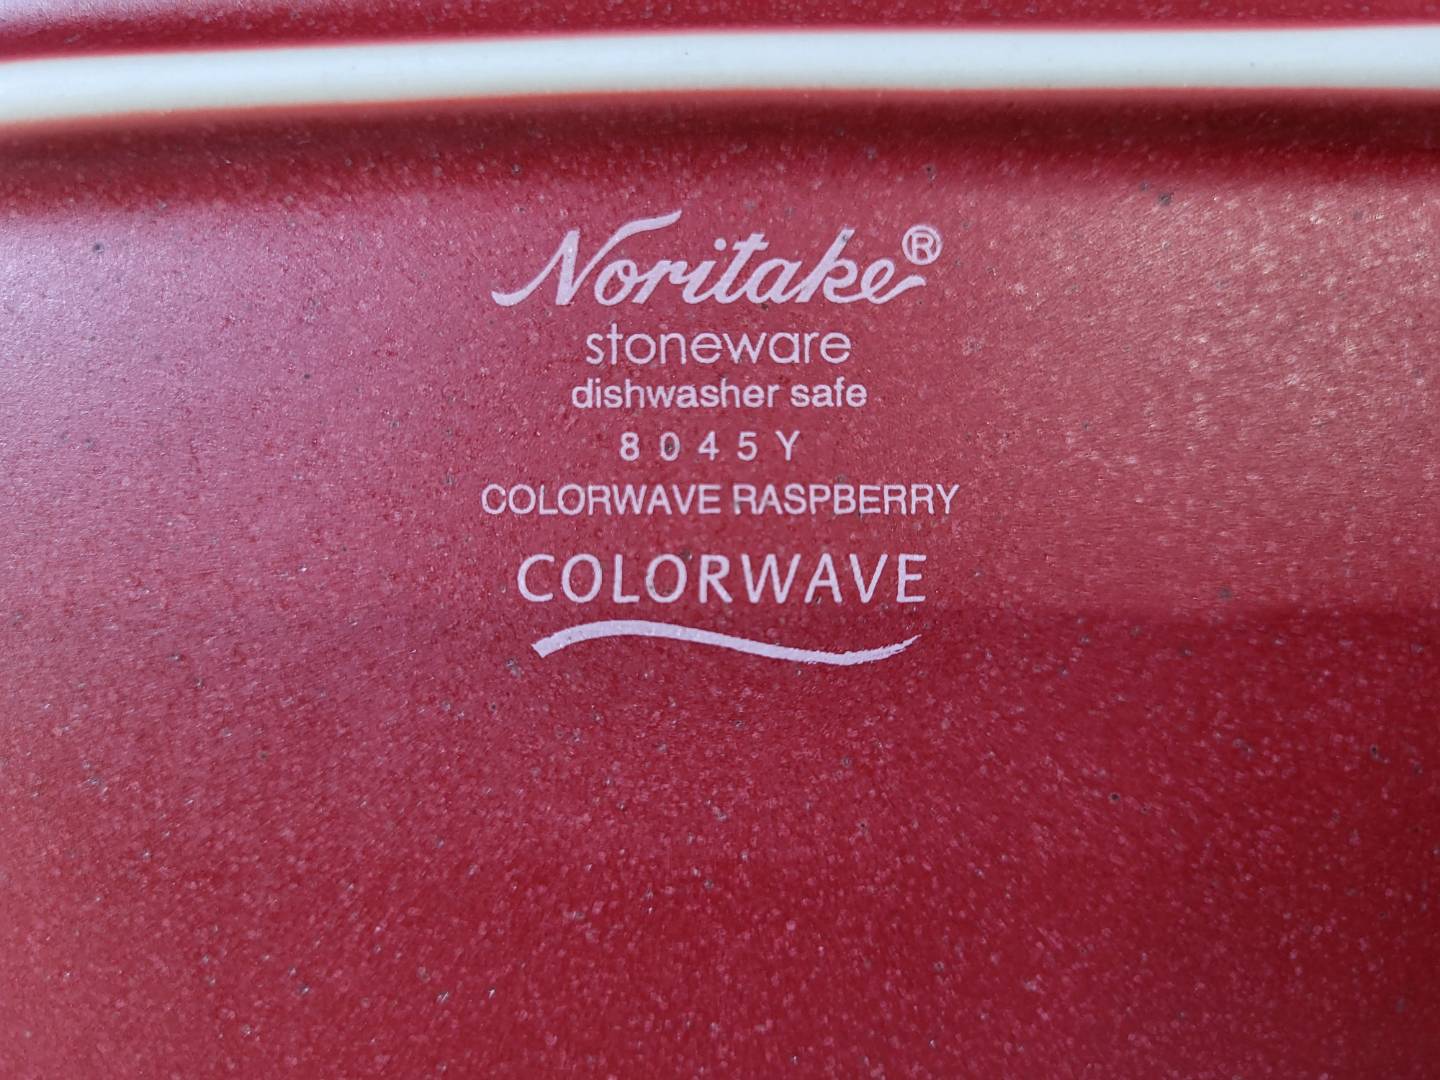 Noritake®
stoneware
dishwasher safe
8045Y
COLORWAVE RASPBERRY
COLORWAVE